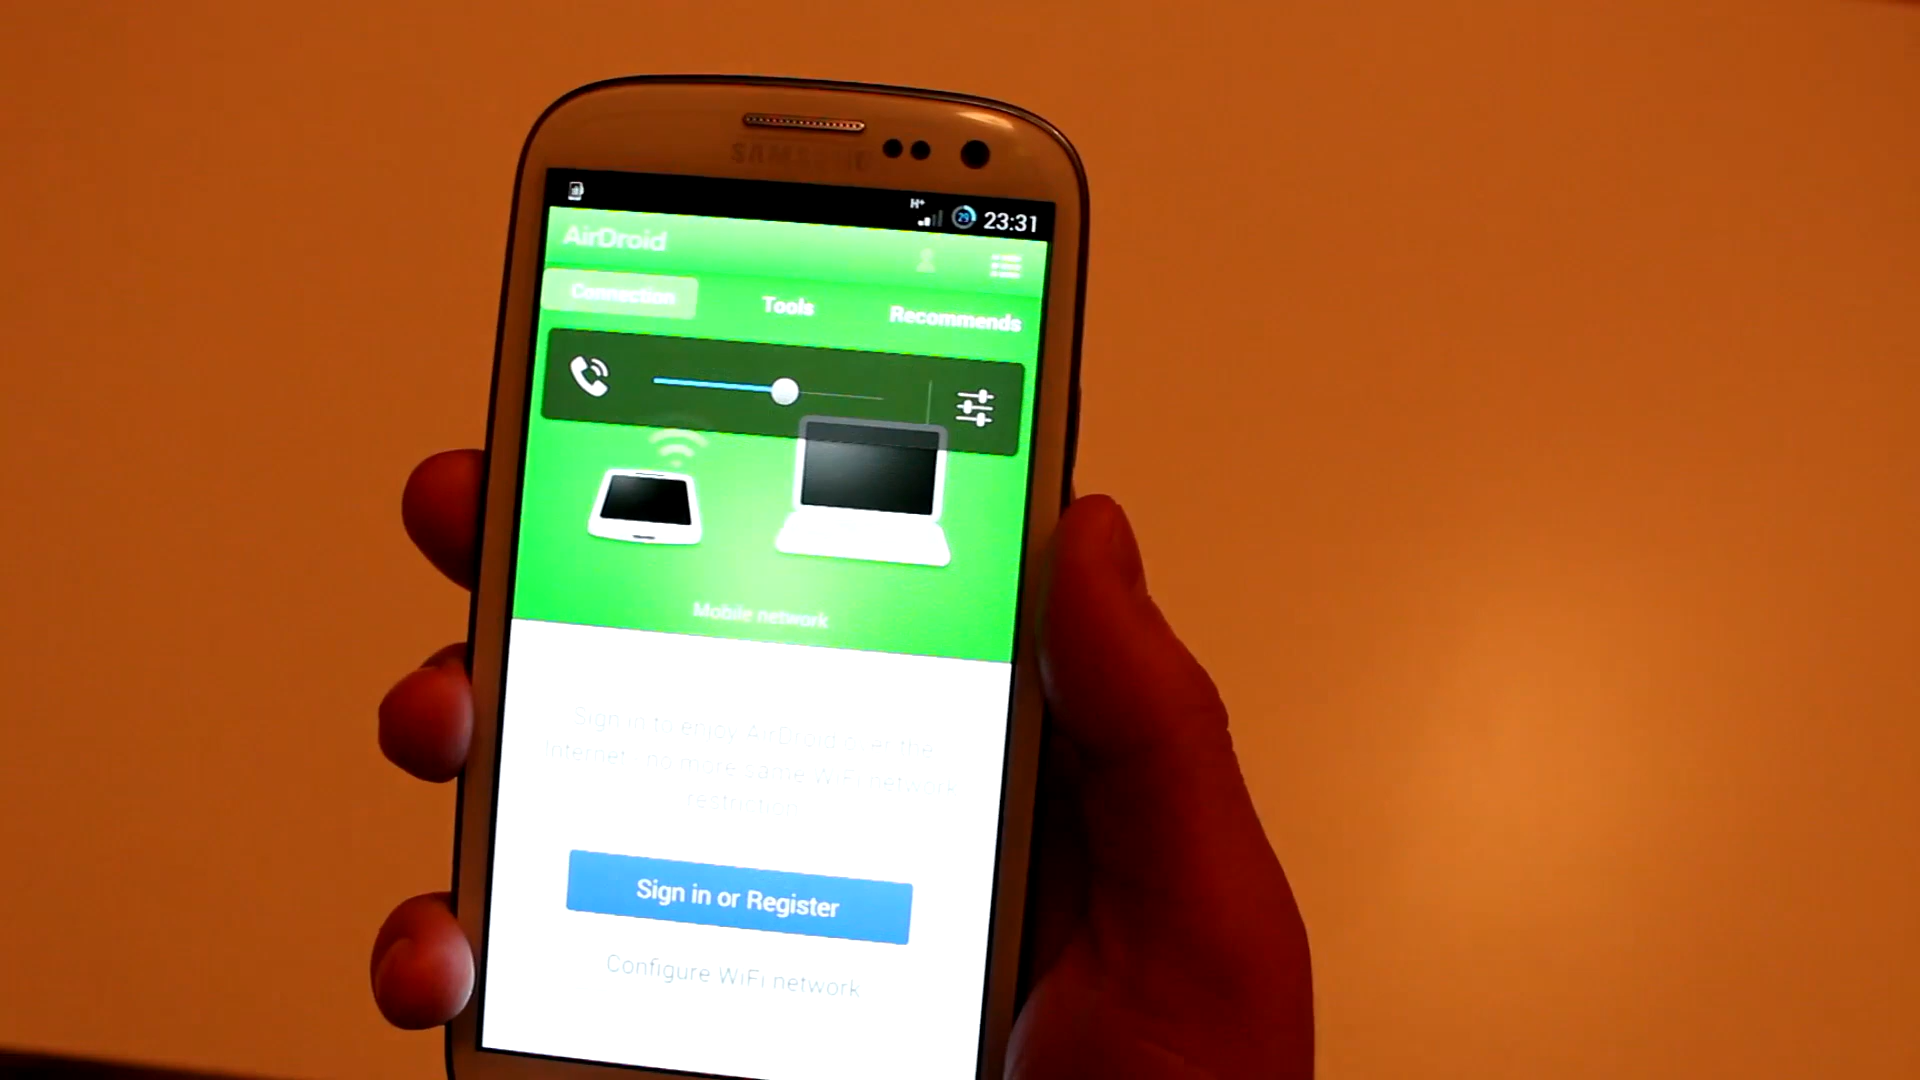 SAMSUNG
H+
29
23:31
AirDroid
Connection
Tools
Recommends
Mobile network
Sign in to enjoy AirDroid over the
Internet, no more same WiFi network
restriction
Sign in or Register
Configure WiFi network